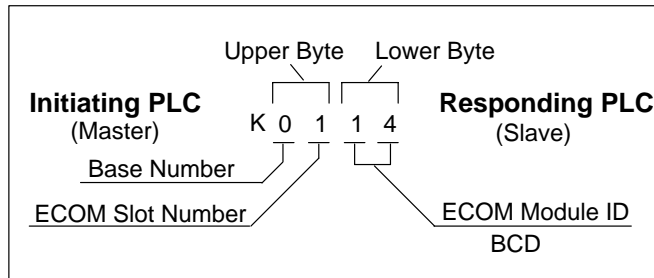 Upper Byte Lower Byte
Initiating PLC
(Master)
K 0 1 1 4
Responding PLC
(Slave)
Base Number
ECOM Slot Number
ECOM Module ID
BCD